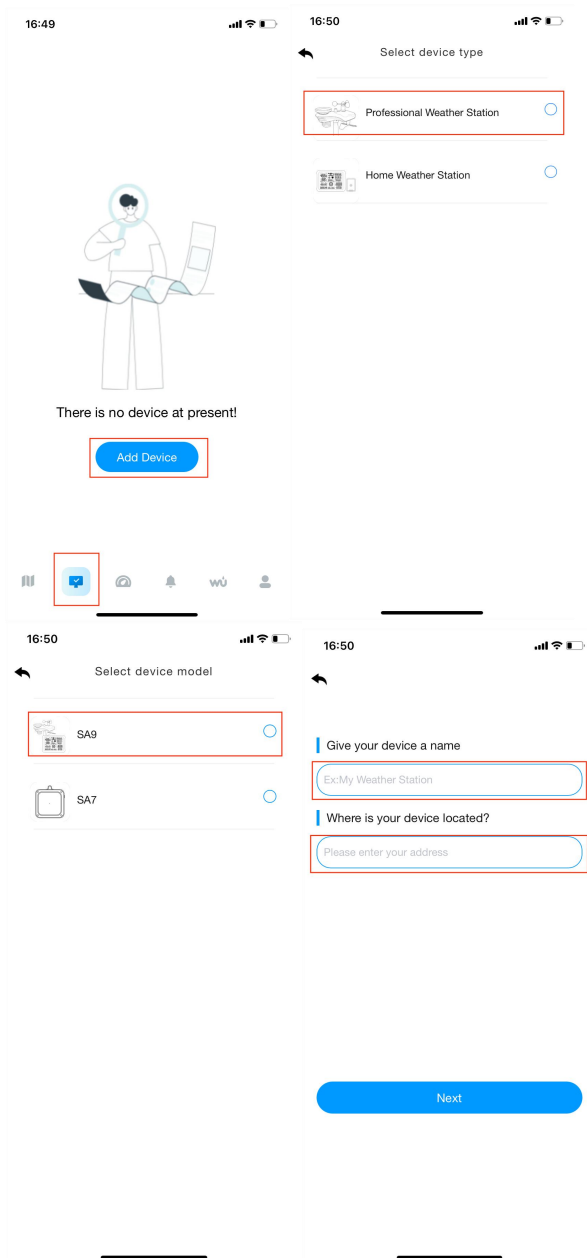 16:49
There is no device at present!
Add Device
wu̇
16:50
Select device type
Professional Weather Station
Home Weather Station
16:50
Select device model
SA9
SA7
16:50
Give your device a name
Ex:My Weather Station
Where is your device located?
Please enter your address
Next